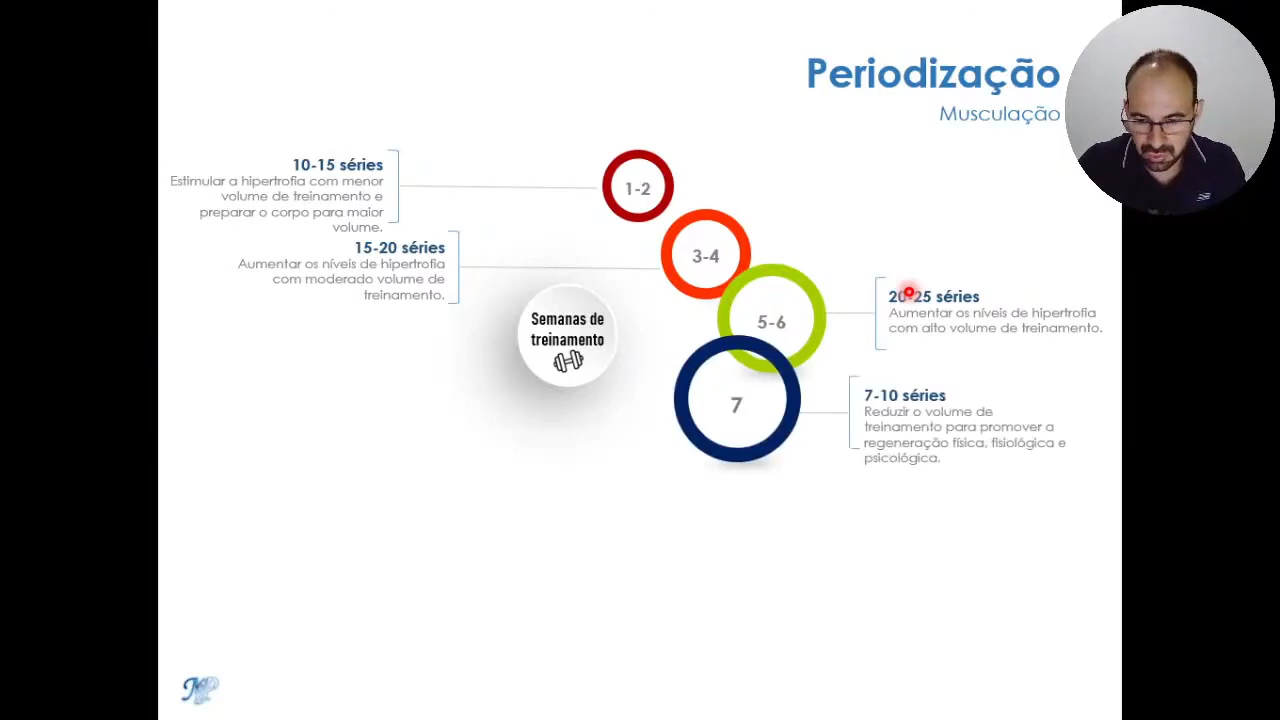 Periodização
Musculação
10-15 séries
Estimular a hipertrofia com menor
volume de treinamento e
preparar o corpo para maior
volume.
1-2
15-20 séries
Aumentar os níveis de hipertrofia
com moderado volume de
treinamento.
3-4
Semanas de
treinamento
5-6
20-25 séries
Aumentar os níveis de hipertrofia
com alto volume de treinamento.
7
7-10 séries
Reduzir o volume de
treinamento para promover a
regeneração física, fisiológica e
psicológica.